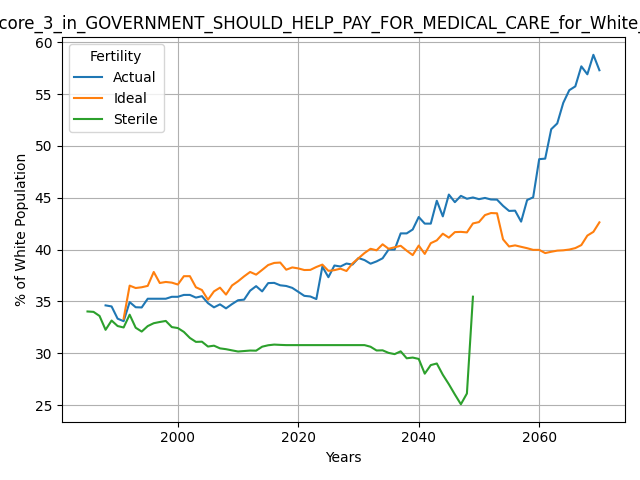 core_3_in_GOVERNMENT_SHOULD_HELP_PAY_FOR_MEDICAL_CARE_for_White_
60
55
50
45
40
35
30
25
% of White Population
Fertility
Actual
Ideal
Sterile
2000
2020
2040
2060
Years